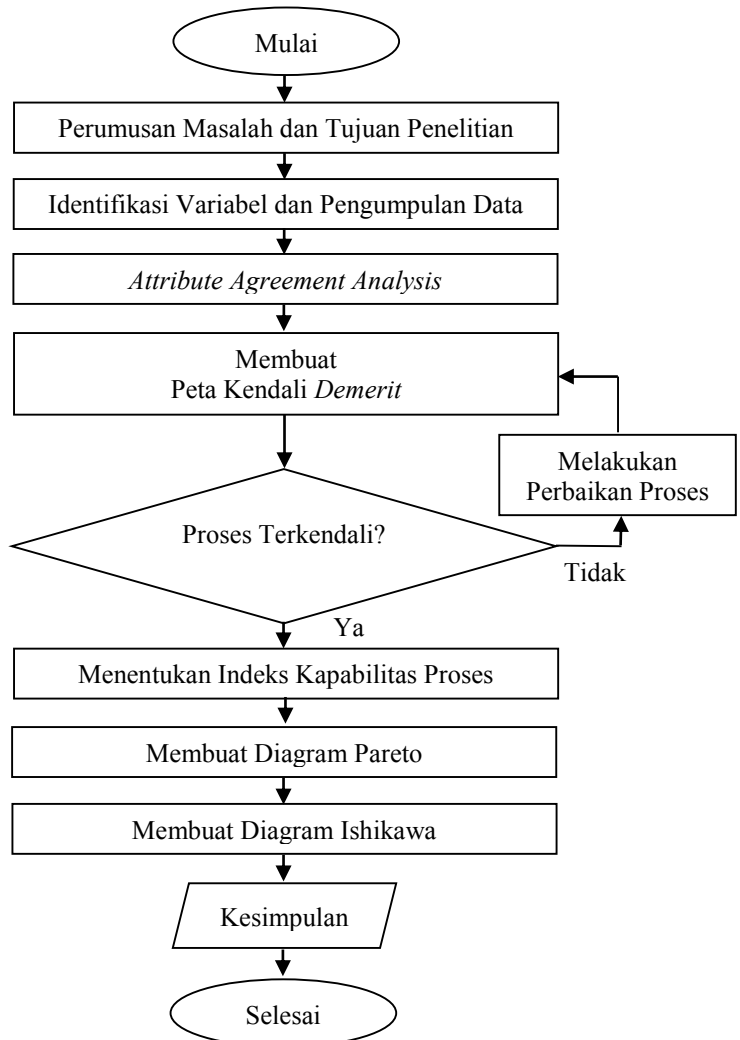 Mulai
Perumusan Masalah dan Tujuan Penelitian
Identifikasi Variabel dan Pengumpulan Data
Attribute Agreement Analysis
Membuat
Peta Kendali Demerit
Melakukan
Perbaikan Proses
Proses Terkendali?
Tidak
Ya
Menentukan Indeks Kapabilitas Proses
Membuat Diagram Pareto
Membuat Diagram Ishikawa
Kesimpulan
Selesai